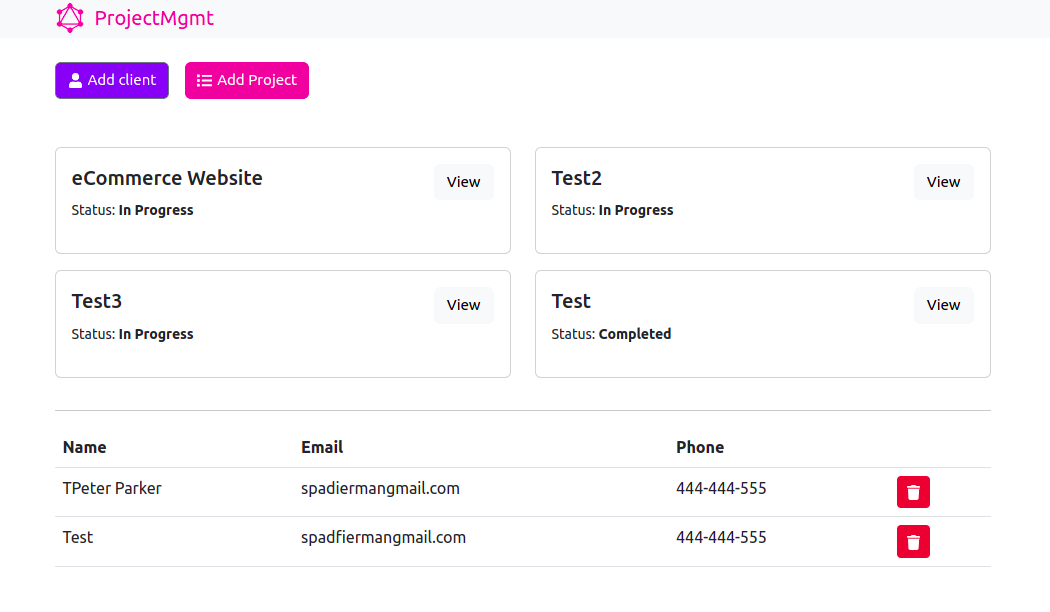 ProjectMgmt
Add client Add Project
eCommerce Website View
Status: In Progress
Test2 View
Status: In Progress
Test3 View
Status: In Progress
Test View
Status: Completed
Name Email Phone
TPeter Parker spadiermangmail.com 444-444-555
Test spadfiermangmail.com 444-444-555